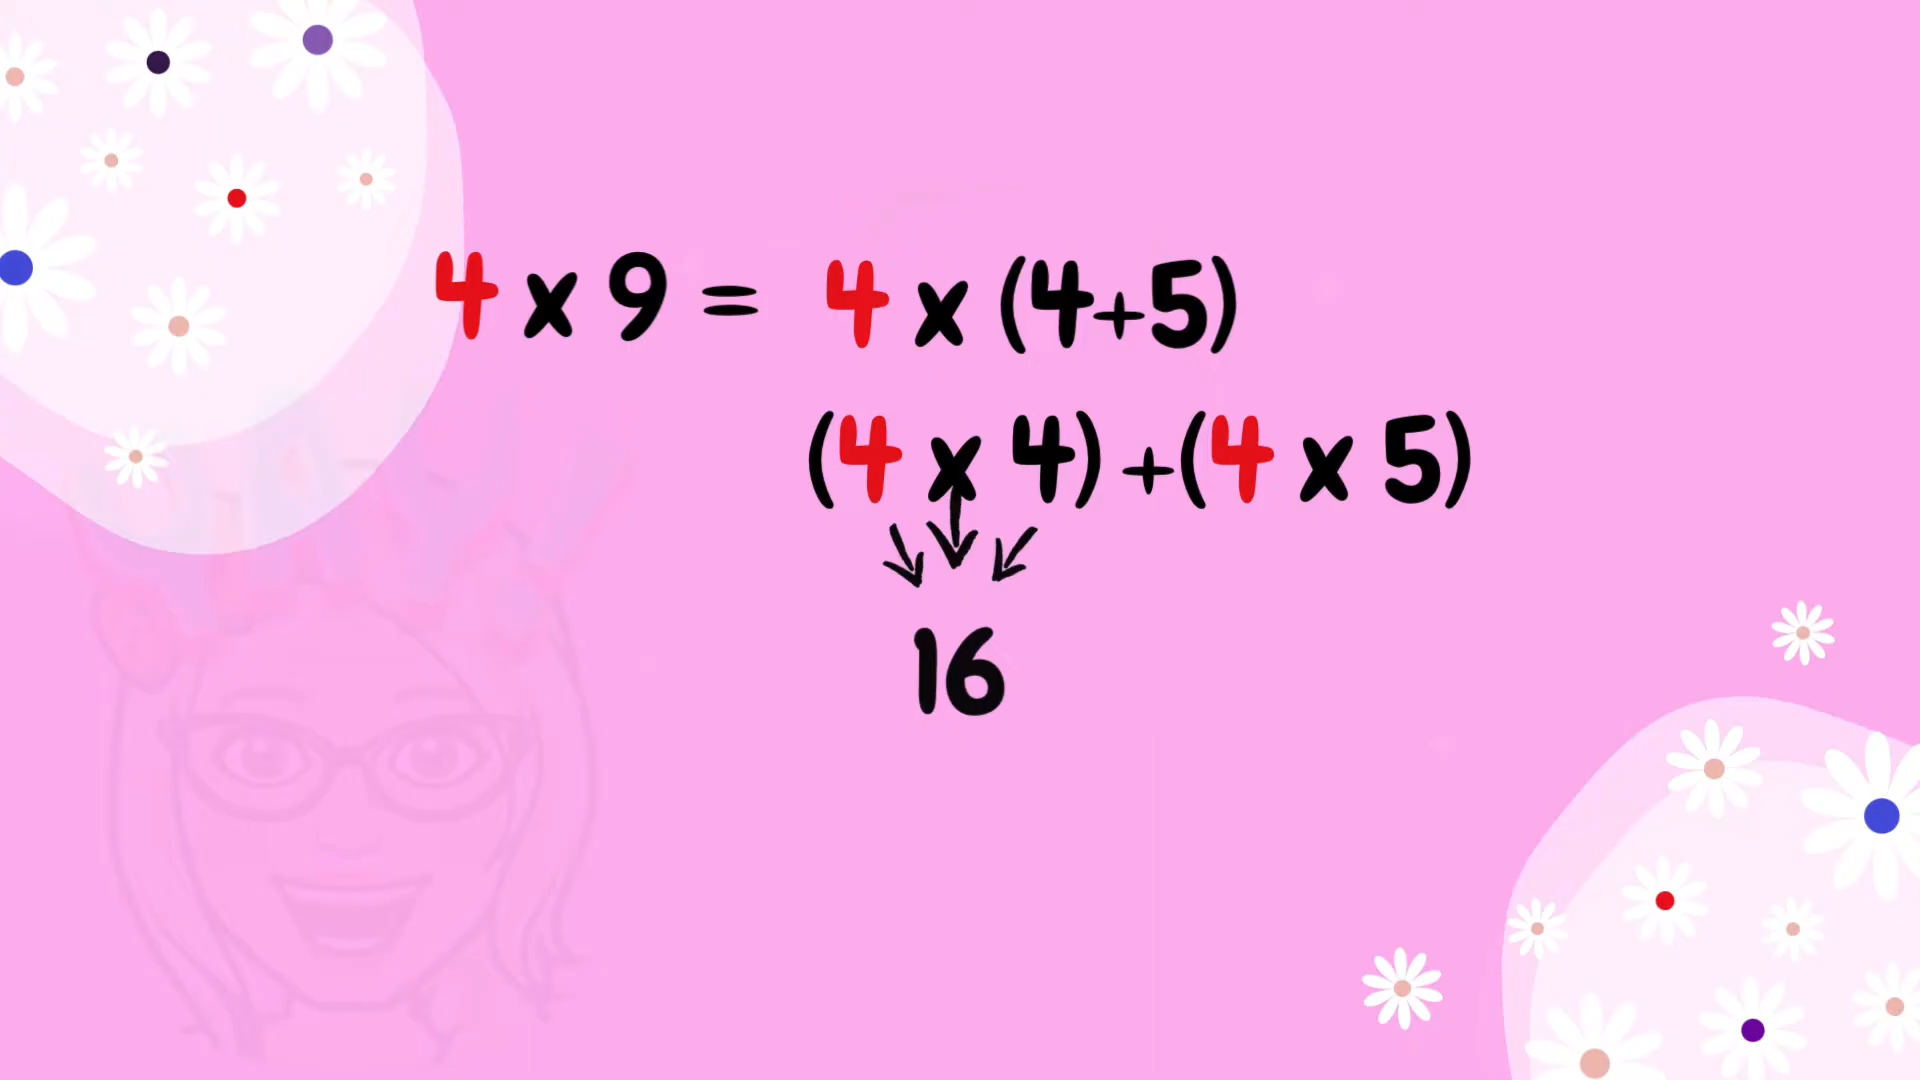 4 x 9 = 4 x (4+5)
(4 x 4) + (4 x 5)
16